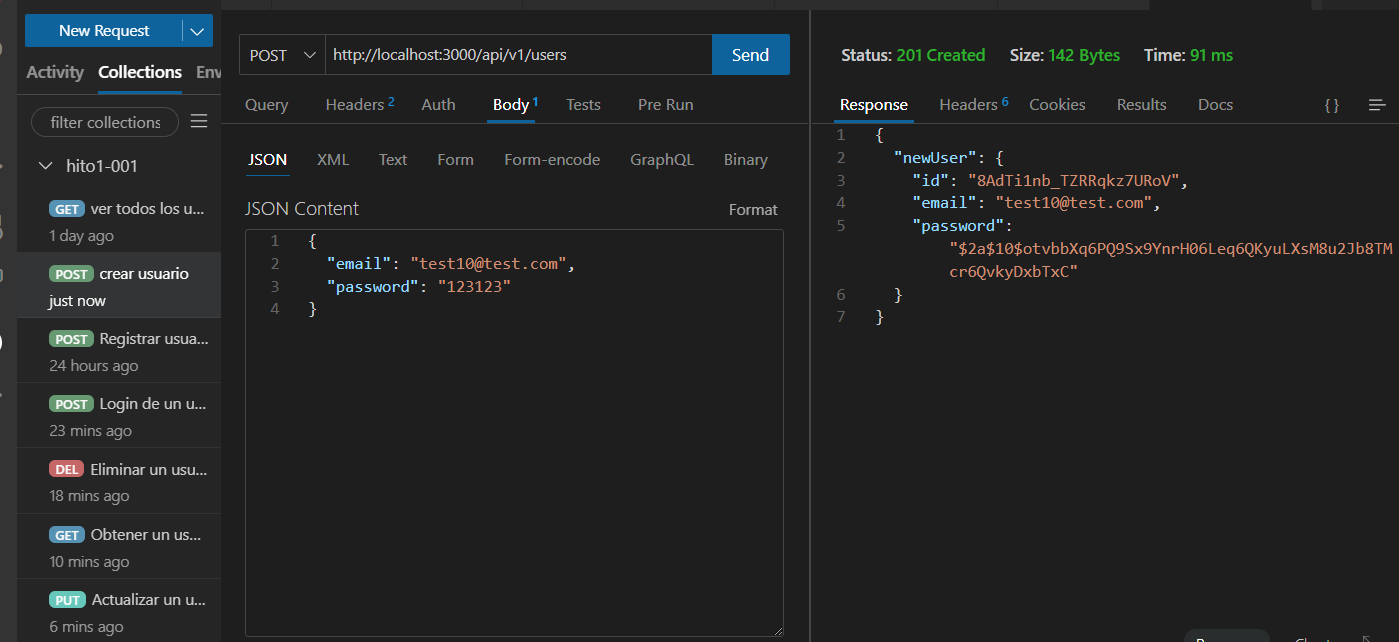 New Request
Activity Collections Env
filter collections
hito1-001
GET ver todos los u...
1 day ago
POST crear usuario
just now
POST Registrar usua...
24 hours ago
POST Login de un u...
23 mins ago
DEL Eliminar un usu...
18 mins ago
GET Obtener un us...
10 mins ago
PUT Actualizar un u...
6 mins ago
POST http://localhost:3000/api/v1/users Send
Query Headers 2 Auth Body 1 Tests Pre Run
JSON XML Text Form Form-encode GraphQL Binary
JSON Content Format
1 {
2 "email": "test10@test.com",
3 "password": "123123"
4 }
Status: 201 Created Size: 142 Bytes Time: 91 ms
Response Headers 6 Cookies Results Docs { }
1 {
2 "newUser": {
3 "id": "8AdTi1nb_TZRRqkz7URoV",
4 "email": "test10@test.com",
5 "password":
"$2a$10$otvbbXq6PQ9Sx9YnrH06Leq6QKyuLXsM8u2Jb8TM
cr6QvkyDxbTxC"
6 }
7 }